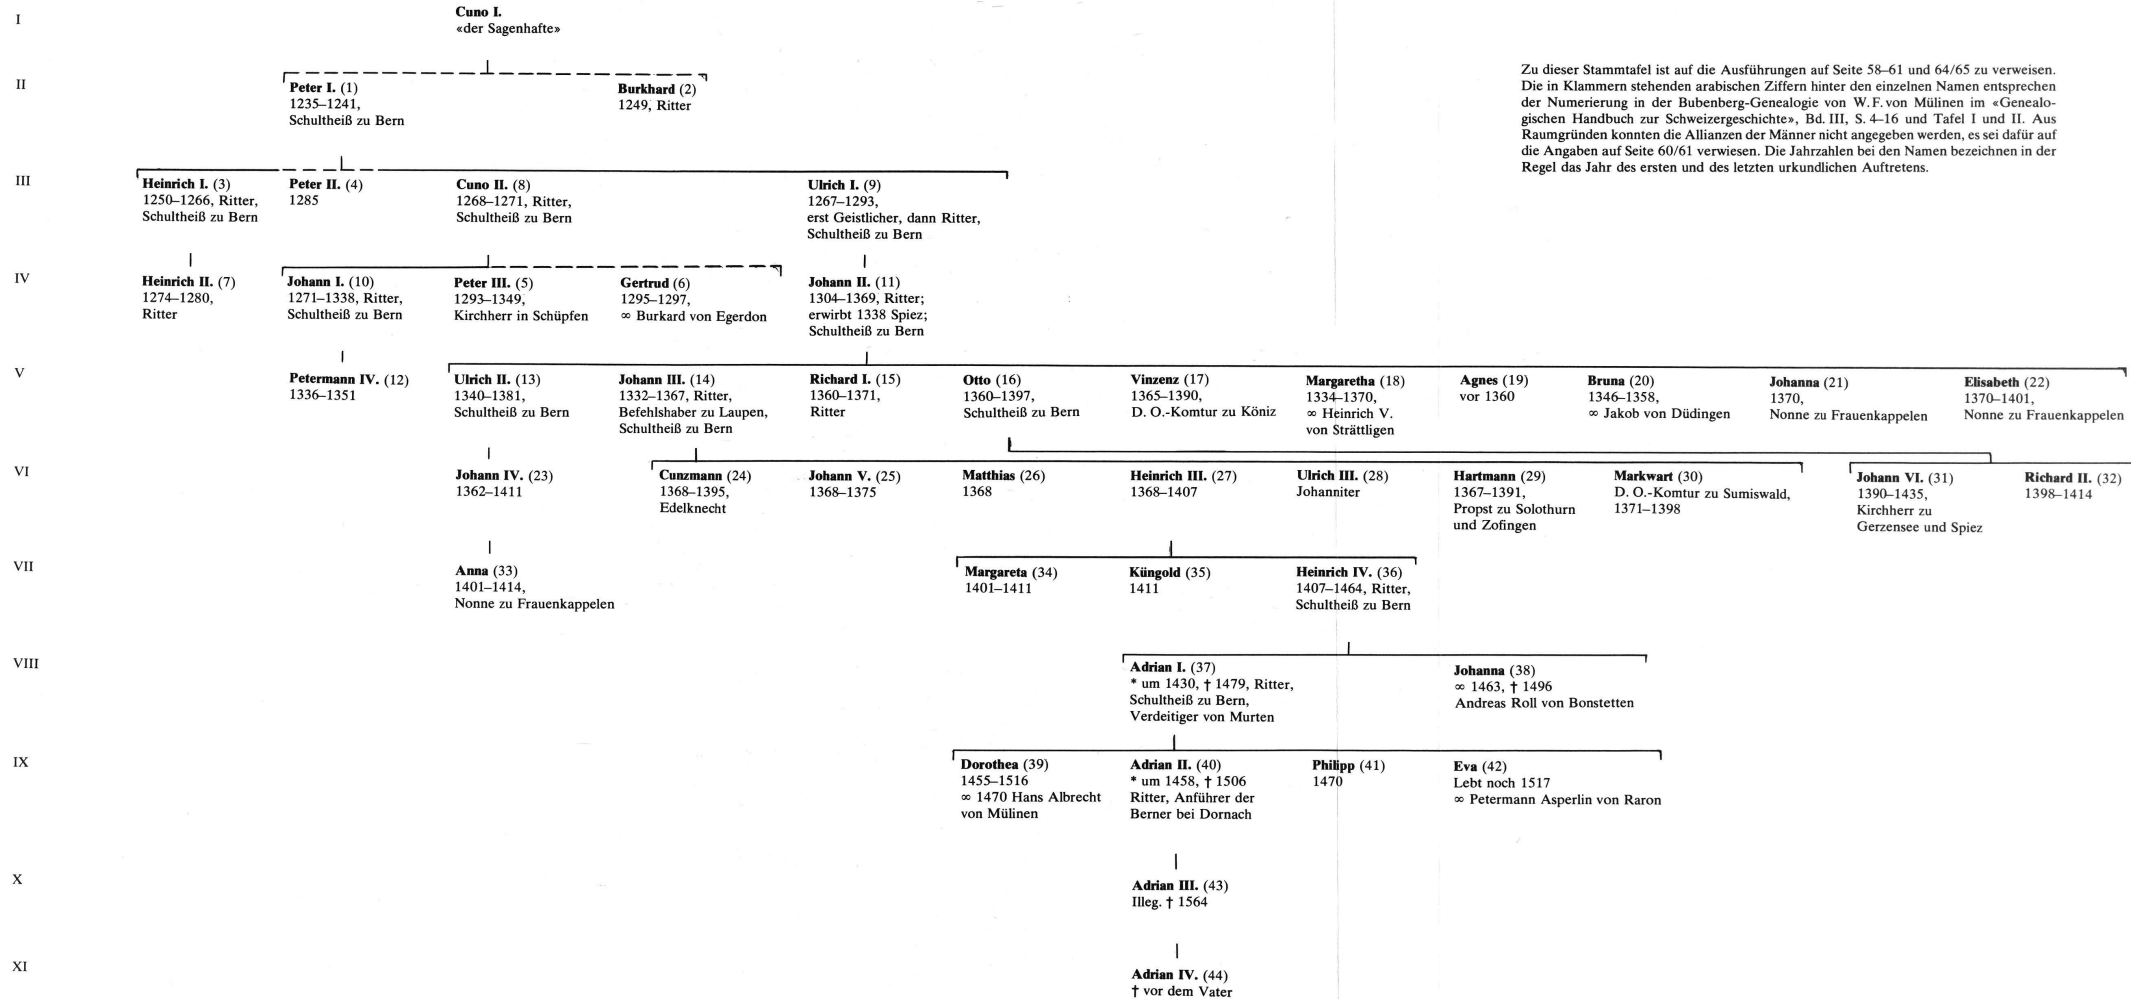 I
Cuno I.
«der Sagenhafte»
Zu dieser Stammtafel ist auf die Ausführungen auf Seite 58–61 und 64/65 zu verweisen.
Die in Klammern stehenden arabischen Ziffern hinter den einzelnen Namen entsprechen
der Numerierung in der Bubenberg-Genealogie von W. F. von Mülinen im «Genealo-
gischen Handbuch zur Schweizergeschichte», Bd. III, S. 4–16 und Tafel I und II. Aus
Raumgründen konnten die Allianzen der Männer nicht angegeben werden, es sei dafür auf
die Angaben auf Seite 60/61 verwiesen. Die Jahrzahlen bei den Namen bezeichnen in der
Regel das Jahr des ersten und des letzten urkundlichen Auftretens.
II
Peter I. (1)
1235–1241,
Schultheiß zu Bern
Burkhard (2)
1249, Ritter
III
Heinrich I. (3)
1250–1266, Ritter,
Schultheiß zu Bern
Peter II. (4)
1285
Cuno II. (8)
1268–1271, Ritter,
Schultheiß zu Bern
Ulrich I. (9)
1267–1293,
erst Geistlicher, dann Ritter,
Schultheiß zu Bern
IV
Heinrich II. (7)
1274–1280,
Ritter
Johann I. (10)
1271–1338, Ritter,
Schultheiß zu Bern
Peter III. (5)
1293–1349,
Kirchherr in Schüpfen
Gertrud (6)
1295–1297,
∞ Burkard von Egerdon
Johann II. (11)
1304–1369, Ritter;
erwirbt 1338 Spiez;
Schultheiß zu Bern
V
Petermann IV. (12)
1336–1351
Ulrich II. (13)
1340–1381,
Schultheiß zu Bern
Johann III. (14)
1332–1367, Ritter,
Befehlshaber zu Laupen,
Schultheiß zu Bern
Richard I. (15)
1360–1371,
Ritter
Otto (16)
1360–1397,
Schultheiß zu Bern
Vinzenz (17)
1365–1390,
D. O.-Komtur zu Köniz
Margaretha (18)
1334–1370,
∞ Heinrich V.
von Strättligen
Agnes (19)
vor 1360
Bruna (20)
1346–1358,
∞ Jakob von Düdingen
Johanna (21)
1370,
Nonne zu Frauenkappelen
Elisabeth (22)
1370–1401,
Nonne zu Frauenkappelen
VI
Johann IV. (23)
1362–1411
Cunzmann (24)
1368–1395,
Edelknecht
Johann V. (25)
1368–1375
Matthias (26)
1368
Heinrich III. (27)
1368–1407
Ulrich III. (28)
Johanniter
Hartmann (29)
1367–1391,
Propst zu Solothurn
und Zofingen
Markwart (30)
D. O.-Komtur zu Sumiswald,
1371–1398
Johann VI. (31)
1390–1435,
Kirchherr zu
Gerzensee und Spiez
Richard II. (32)
1398–1414
VII
Anna (33)
1401–1414,
Nonne zu Frauenkappelen
Margareta (34)
1401–1411
Küngold (35)
1411
Heinrich IV. (36)
1407–1464, Ritter,
Schultheiß zu Bern
VIII
Adrian I. (37)
* um 1430, † 1479, Ritter,
Schultheiß zu Bern,
Verdeitiger von Murten
Johanna (38)
∞ 1463, † 1496
Andreas Roll von Bonstetten
IX
Dorothea (39)
1455–1516
∞ 1470 Hans Albrecht
von Mülinen
Adrian II. (40)
* um 1458, † 1506
Ritter, Anführer der
Berner bei Dornach
Philipp (41)
1470
Eva (42)
Lebt noch 1517
∞ Petermann Asperlin von Raron
X
Adrian III. (43)
Illeg. † 1564
XI
Adrian IV. (44)
† vor dem Vater